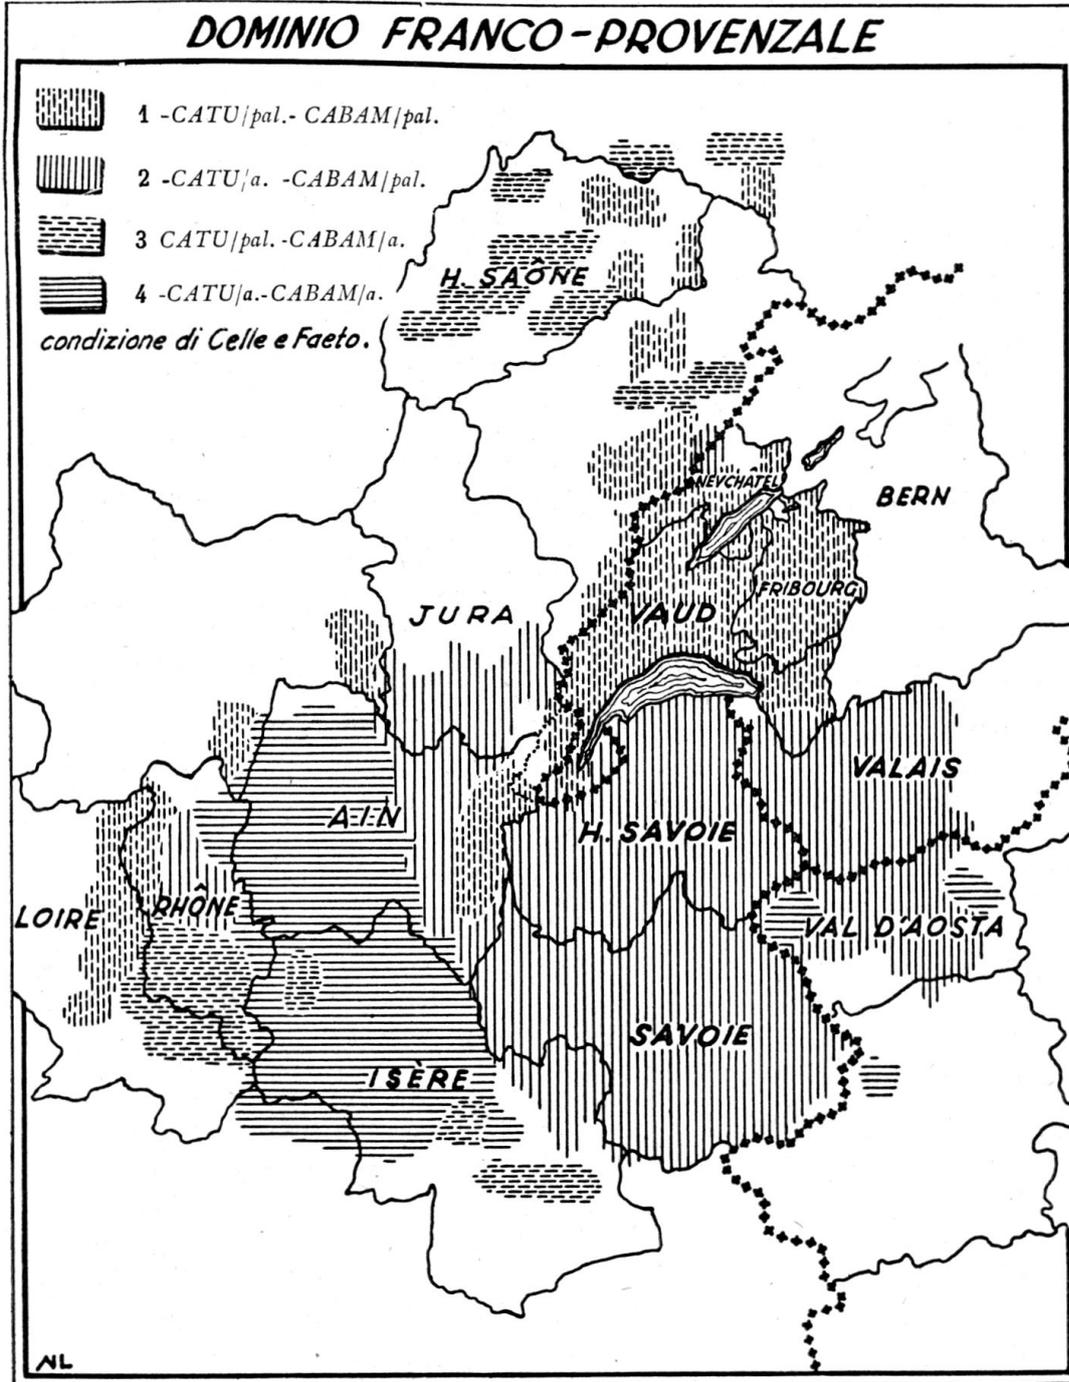 DOMINIO FRANCO-PROVENZALE
1 -CATU/pal.- CABAM/pal.
2 -CATU/a. -CABAM/pal.
3 CATU/pal. -CABAM/a.
4 -CATU/a.-CABAM/a.
condizione di Celle e Faeto.
H. SAÔNE
NEVCHÂTEL
BERN
JURA
VAUD
FRIBOURG
VALAIS
AIN
H. SAVOIE
LOIRE
RHÔNE
VAL D'AOSTA
SAVOIE
ISÈRE
NL